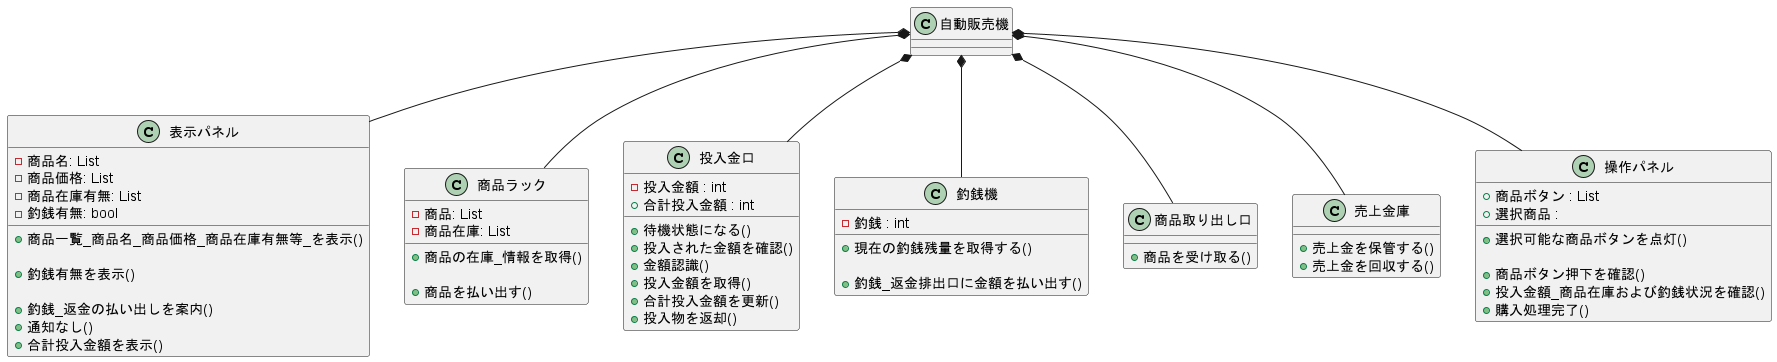 C 自動販売機
C 表示パネル
商品名: List
商品価格: List
商品在庫有無: List
釣銭有無: bool
商品一覧_商品名_商品価格_商品在庫有無等_を表示()
釣銭有無を表示()
釣銭_返金の払い出しを案内()
通知なし()
合計投入金額を表示()
C 商品ラック
商品: List
商品在庫: List
商品の在庫_情報を取得()
商品を払い出す()
C 投入金口
投入金額 : int
合計投入金額 : int
待機状態になる()
投入された金額を確認()
金額認識()
投入金額を取得()
合計投入金額を更新()
投入物を返却()
C 釣銭機
釣銭 : int
現在の釣銭残量を取得する()
釣銭_返金排出口に金額を払い出す()
C 商品取り出し口
商品を受け取る()
C 売上金庫
売上金を保管する()
売上金を回収する()
C 操作パネル
商品ボタン : List
選択商品 :
選択可能な商品ボタンを点灯()
商品ボタン押下を確認()
投入金額_商品在庫および釣銭状況を確認()
購入処理完了()